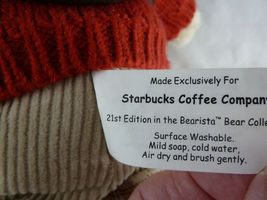 Made Exclusively For
Starbucks Coffee Compan
21st Edition in the Bearista™ Bear Colle
Surface Washable.
Mild soap, cold water,
Air dry and brush gently.